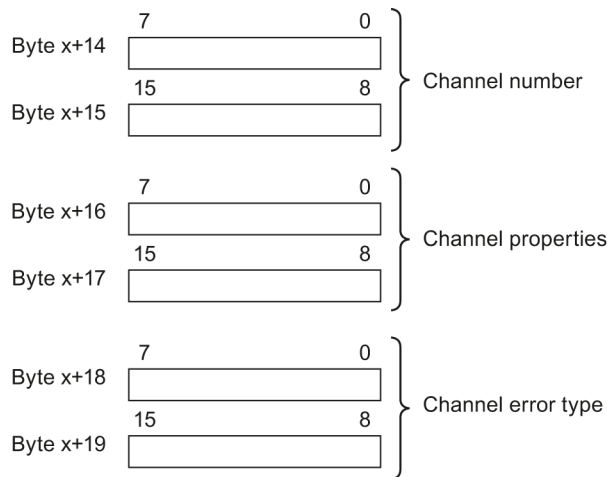 7 0
Byte x+14
Channel number
15 8
Byte x+15
7 0
Byte x+16
Channel properties
15 8
Byte x+17
7 0
Byte x+18
Channel error type
15 8
Byte x+19